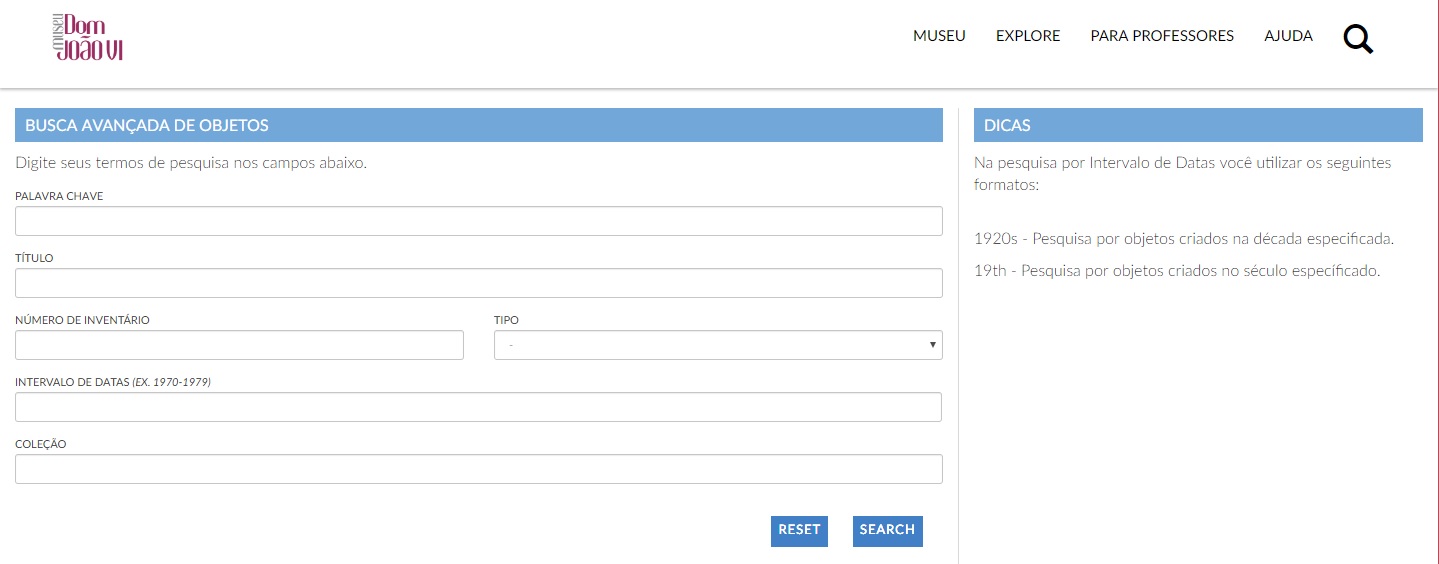 museu
Dom
JOÃO VI
MUSEU EXPLORE PARA PROFESSORES AJUDA
BUSCA AVANÇADA DE OBJETOS
Digite seus termos de pesquisa nos campos abaixo.
PALAVRA CHAVE
TÍTULO
NÚMERO DE INVENTÁRIO TIPO
-
INTERVALO DE DATAS (EX. 1970-1979)
COLEÇÃO
RESET SEARCH
DICAS
Na pesquisa por Intervalo de Datas você utilizar os seguintes
formatos:
1920s - Pesquisa por objetos criados na década especificada.
19th - Pesquisa por objetos criados no século específicado.